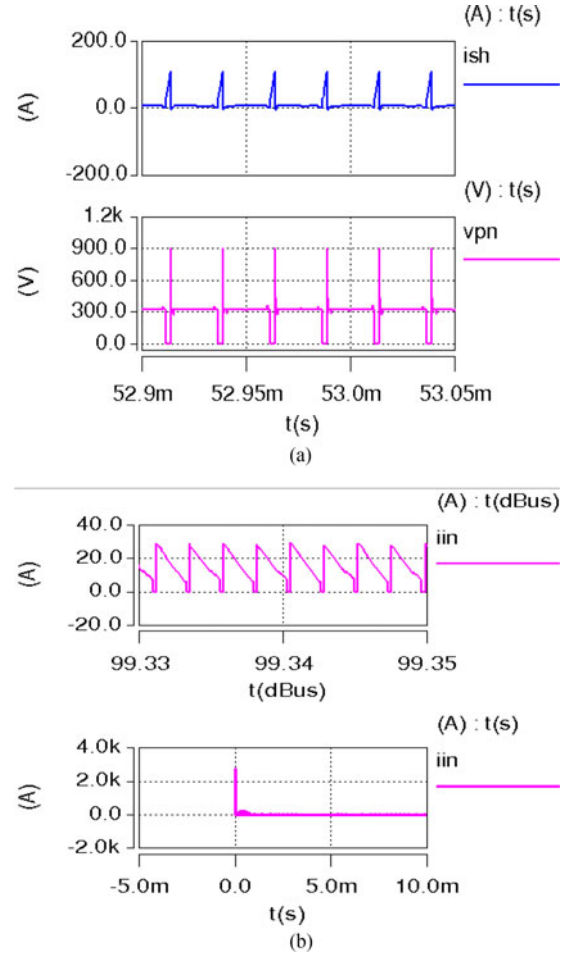 (A) : t(s)
200.0
ish
(A)
0.0
-200.0
(V) : t(s)
1.2k
vpn
900.0
(V)
600.0
300.0
0.0
52.9m 52.95m 53.0m 53.05m
t(s)
(a)
(A) : t(dBus)
40.0
iin
(A)
20.0
0.0
-20.0
99.33 99.34 99.35
t(dBus)
(A) : t(s)
4.0k
iin
(A)
2.0k
0.0
-2.0k
-5.0m 0.0 5.0m 10.0m
t(s)
(b)